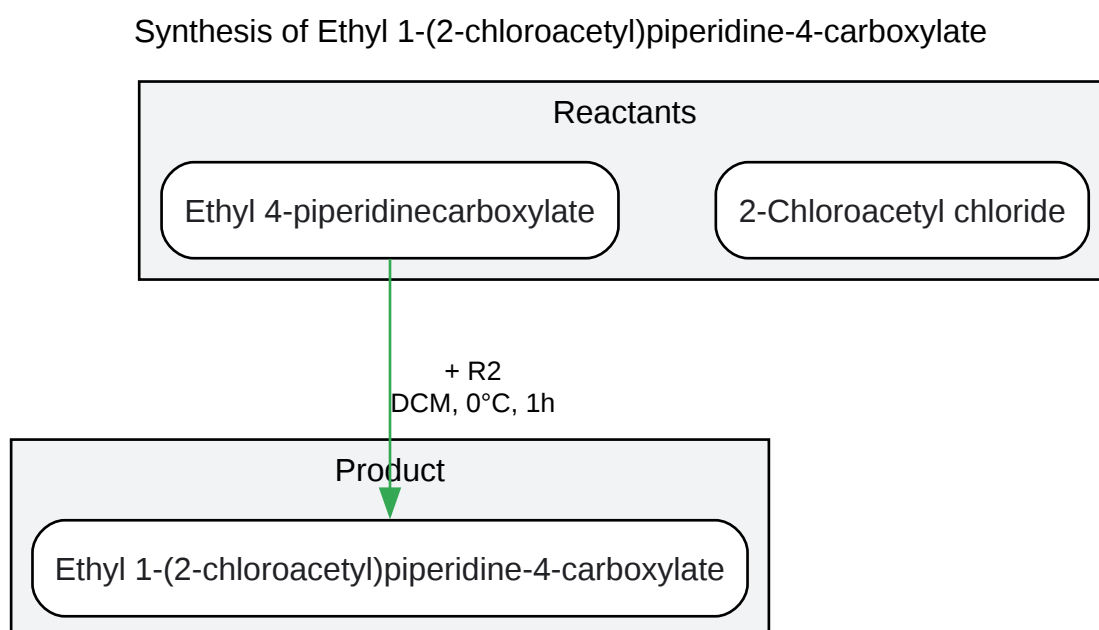 Synthesis of Ethyl 1-(2-chloroacetyl)piperidine-4-carboxylate
Reactants
Ethyl 4-piperidinecarboxylate
2-Chloroacetyl chloride
+ R2
DCM, 0°C, 1h
Product
Ethyl 1-(2-chloroacetyl)piperidine-4-carboxylate